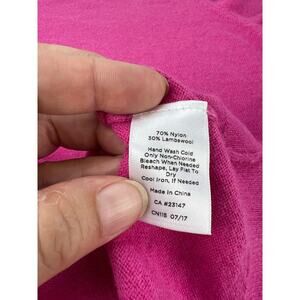 70% Nylon
30% Lambswool
Hand Wash Cold
Only Non-Chlorine
Bleach When Needed
Reshape, Lay Flat To
Dry
Cool Iron, If Needed
Made In China
CA #23147
CN115 07/17